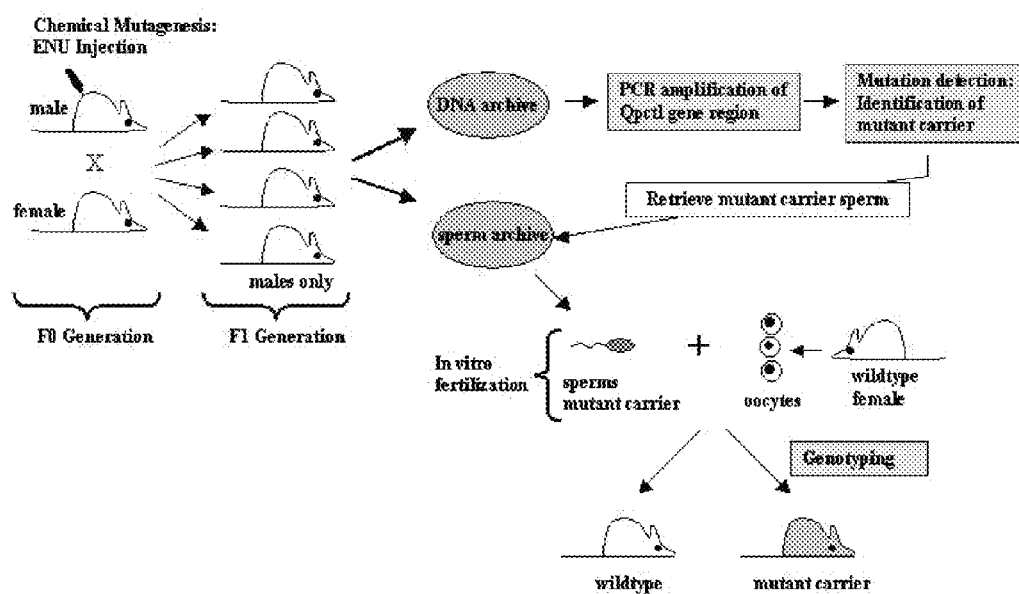 Chemical Mutagenesis:
ENU Injection
male
X
female
F0 Generation
males only
F1 Generation
DNA archive
PCR amplification of
Qpctl gene region
Mutation detection:
Identification of
mutant carrier
Retrieve mutant carrier sperm
sperm archive
In vitro
fertilization
sperms
mutant carrier
+
oocytes
wildtype
female
Genotyping
wildtype
mutant carrier